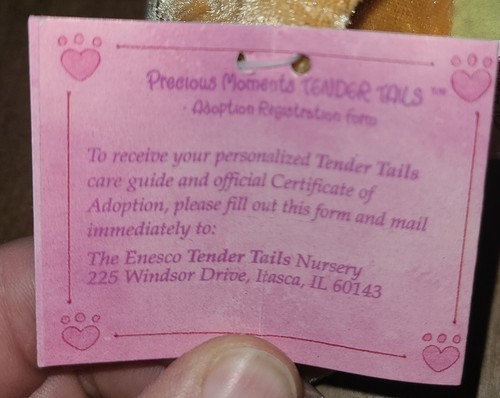 Precious Moments TENDER TAILS™
· Adoption Registration form
To receive your personalized Tender Tails
care guide and official Certificate of
Adoption, please fill out this form and mail
immediately to:
The Enesco Tender Tails Nursery
225 Windsor Drive, Itasca, IL 60143